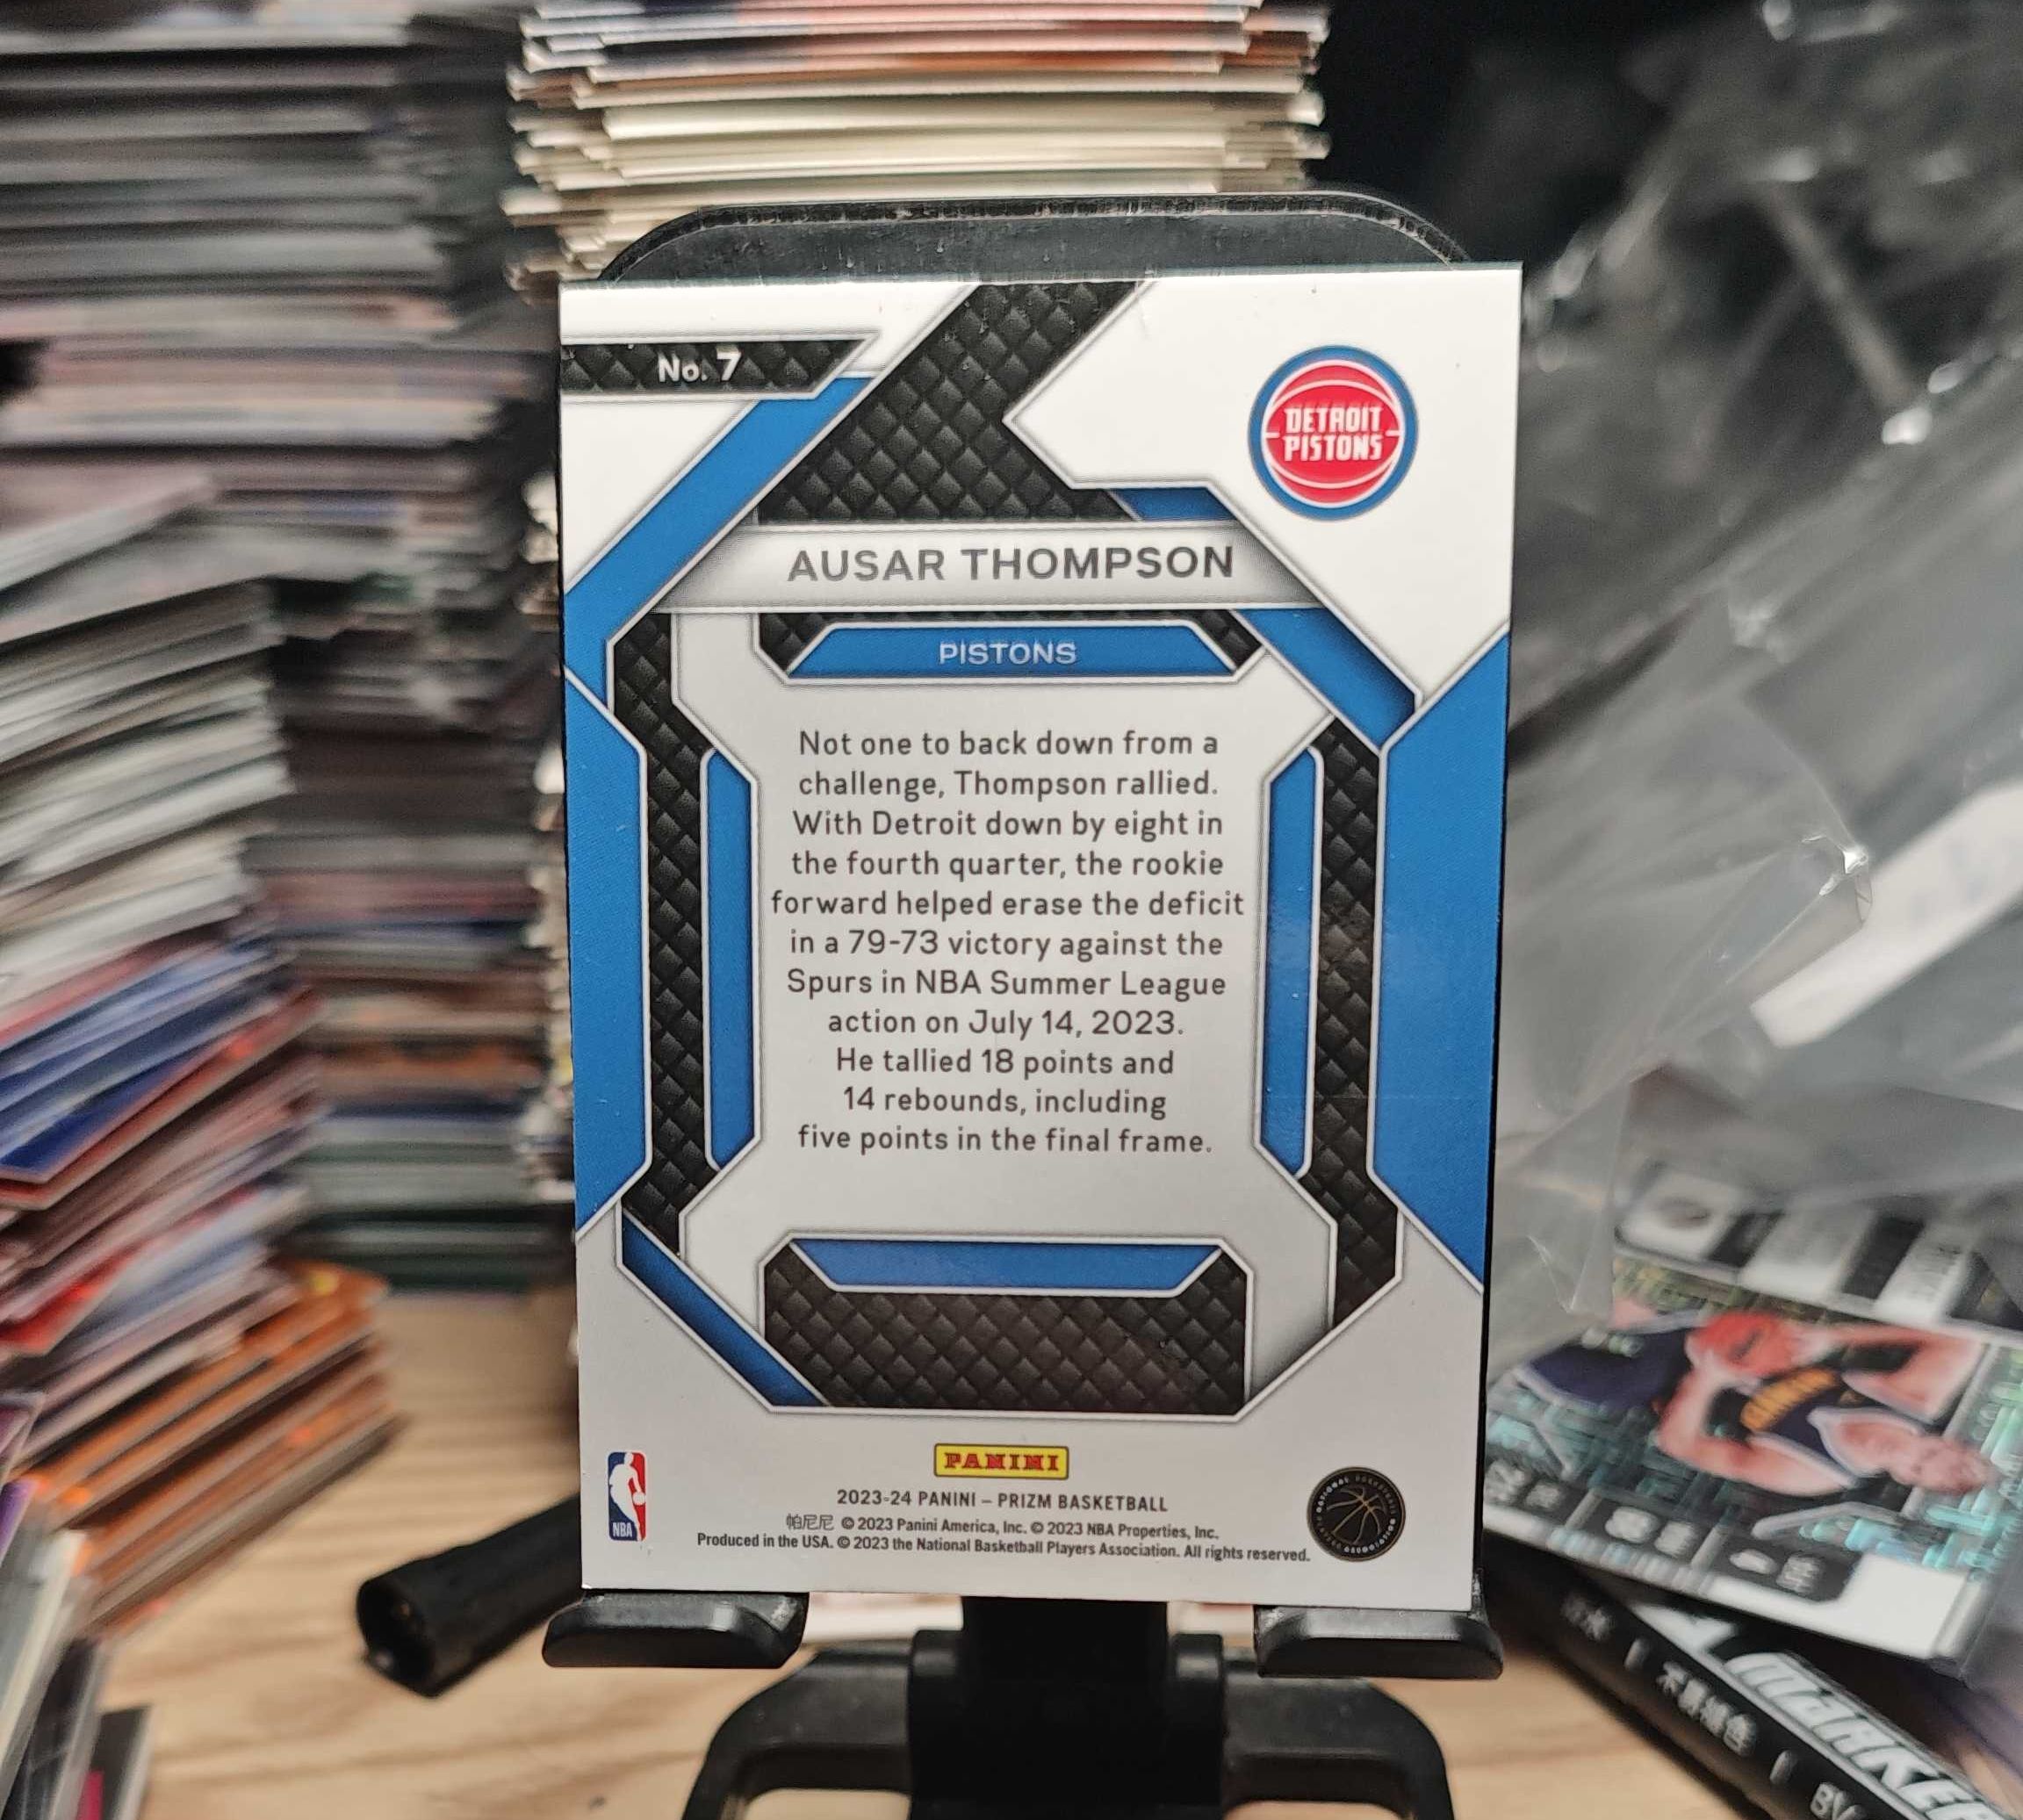 No. 7
DETROIT
PISTONS
AUSAR THOMPSON
PISTONS
Not one to back down from a
challenge, Thompson rallied.
With Detroit down by eight in
the fourth quarter, the rookie
forward helped erase the deficit
in a 79-73 victory against the
Spurs in NBA Summer League
action on July 14, 2023.
He tallied 18 points and
14 rebounds, including
five points in the final frame.
PANINI
NBA
2023-24 PANINI – PRIZM BASKETBALL
帕尼尼 © 2023 Panini America, Inc. © 2023 NBA Properties, Inc.
Produced in the USA. © 2023 the National Basketball Players Association. All rights reserved.
不易褪色